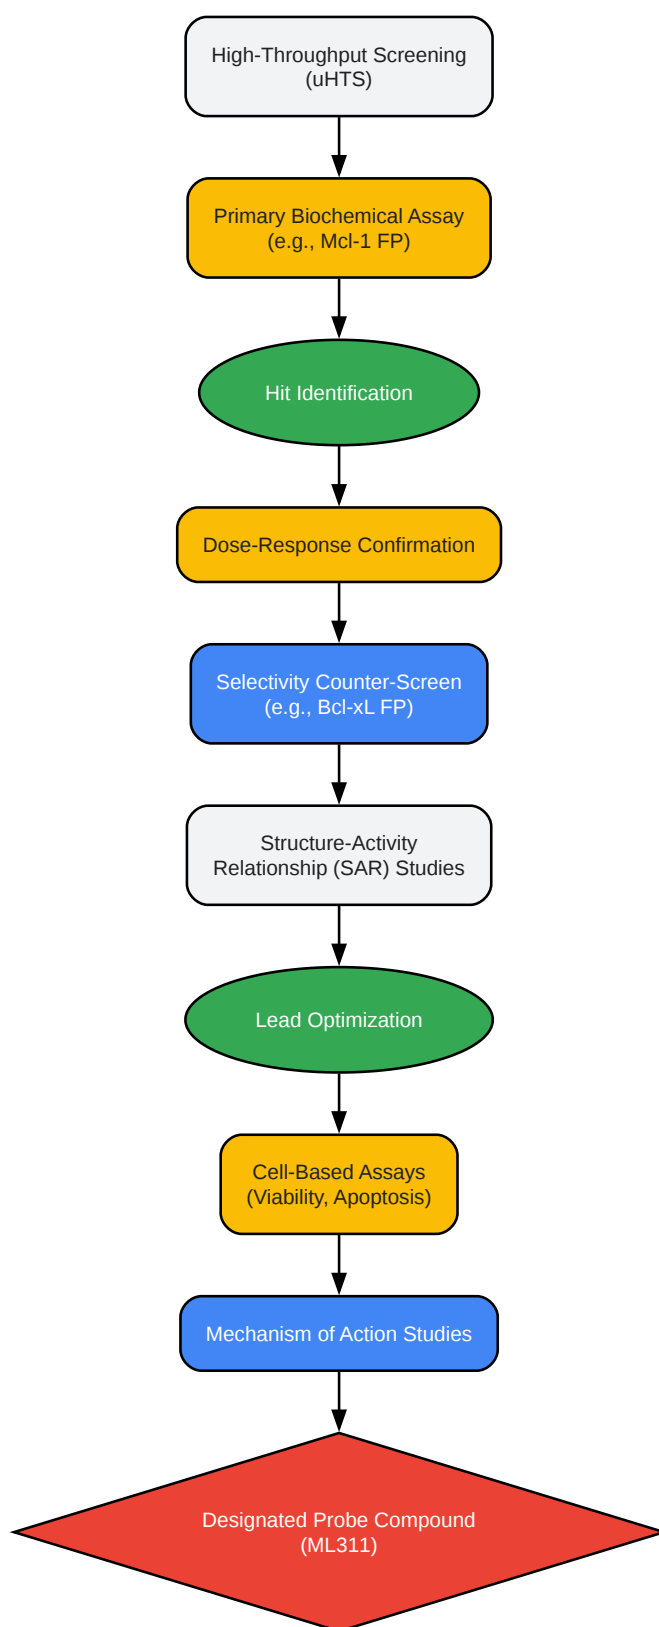 High-Throughput Screening
(uHTS)
Primary Biochemical Assay
(e.g., Mcl-1 FP)
Hit Identification
Dose-Response Confirmation
Selectivity Counter-Screen
(e.g., Bcl-xL FP)
Structure-Activity
Relationship (SAR) Studies
Lead Optimization
Cell-Based Assays
(Viability, Apoptosis)
Mechanism of Action Studies
Designated Probe Compound
(ML311)